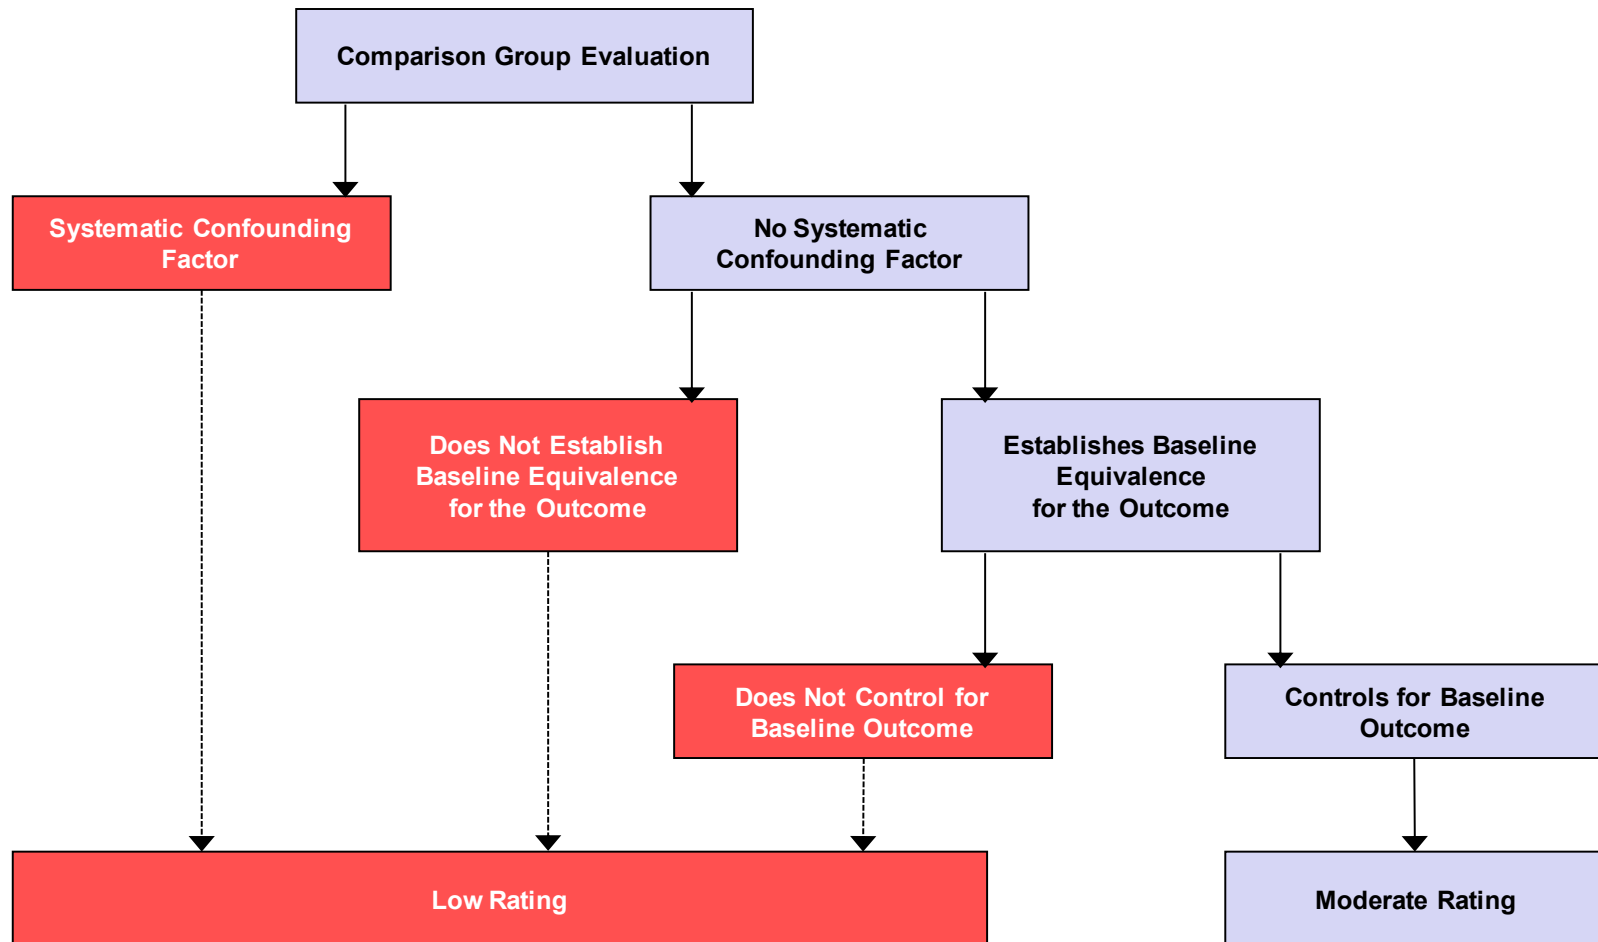 Comparison Group Evaluation
Systematic Confounding
Factor
No Systematic
Confounding Factor
Does Not Establish
Baseline Equivalence
for the Outcome
Establishes Baseline
Equivalence
for the Outcome
Does Not Control for
Baseline Outcome
Controls for Baseline
Outcome
Low Rating
Moderate Rating